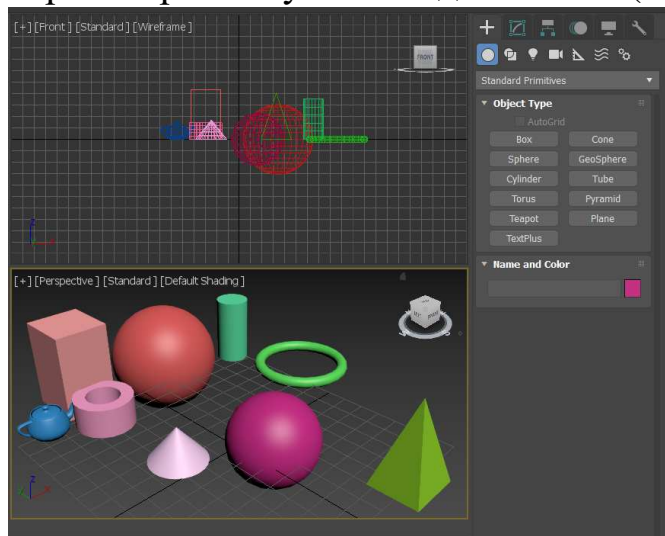 [+] [Front ] [Standard ] [Wireframe ]
FRONT
z
x
[+] [Perspective ] [Standard ] [Default Shading ]
z
Standard Primitives
Object Type
AutoGrid
Box Cone
Sphere GeoSphere
Cylinder Tube
Torus Pyramid
Teapot Plane
TextPlus
Name and Color